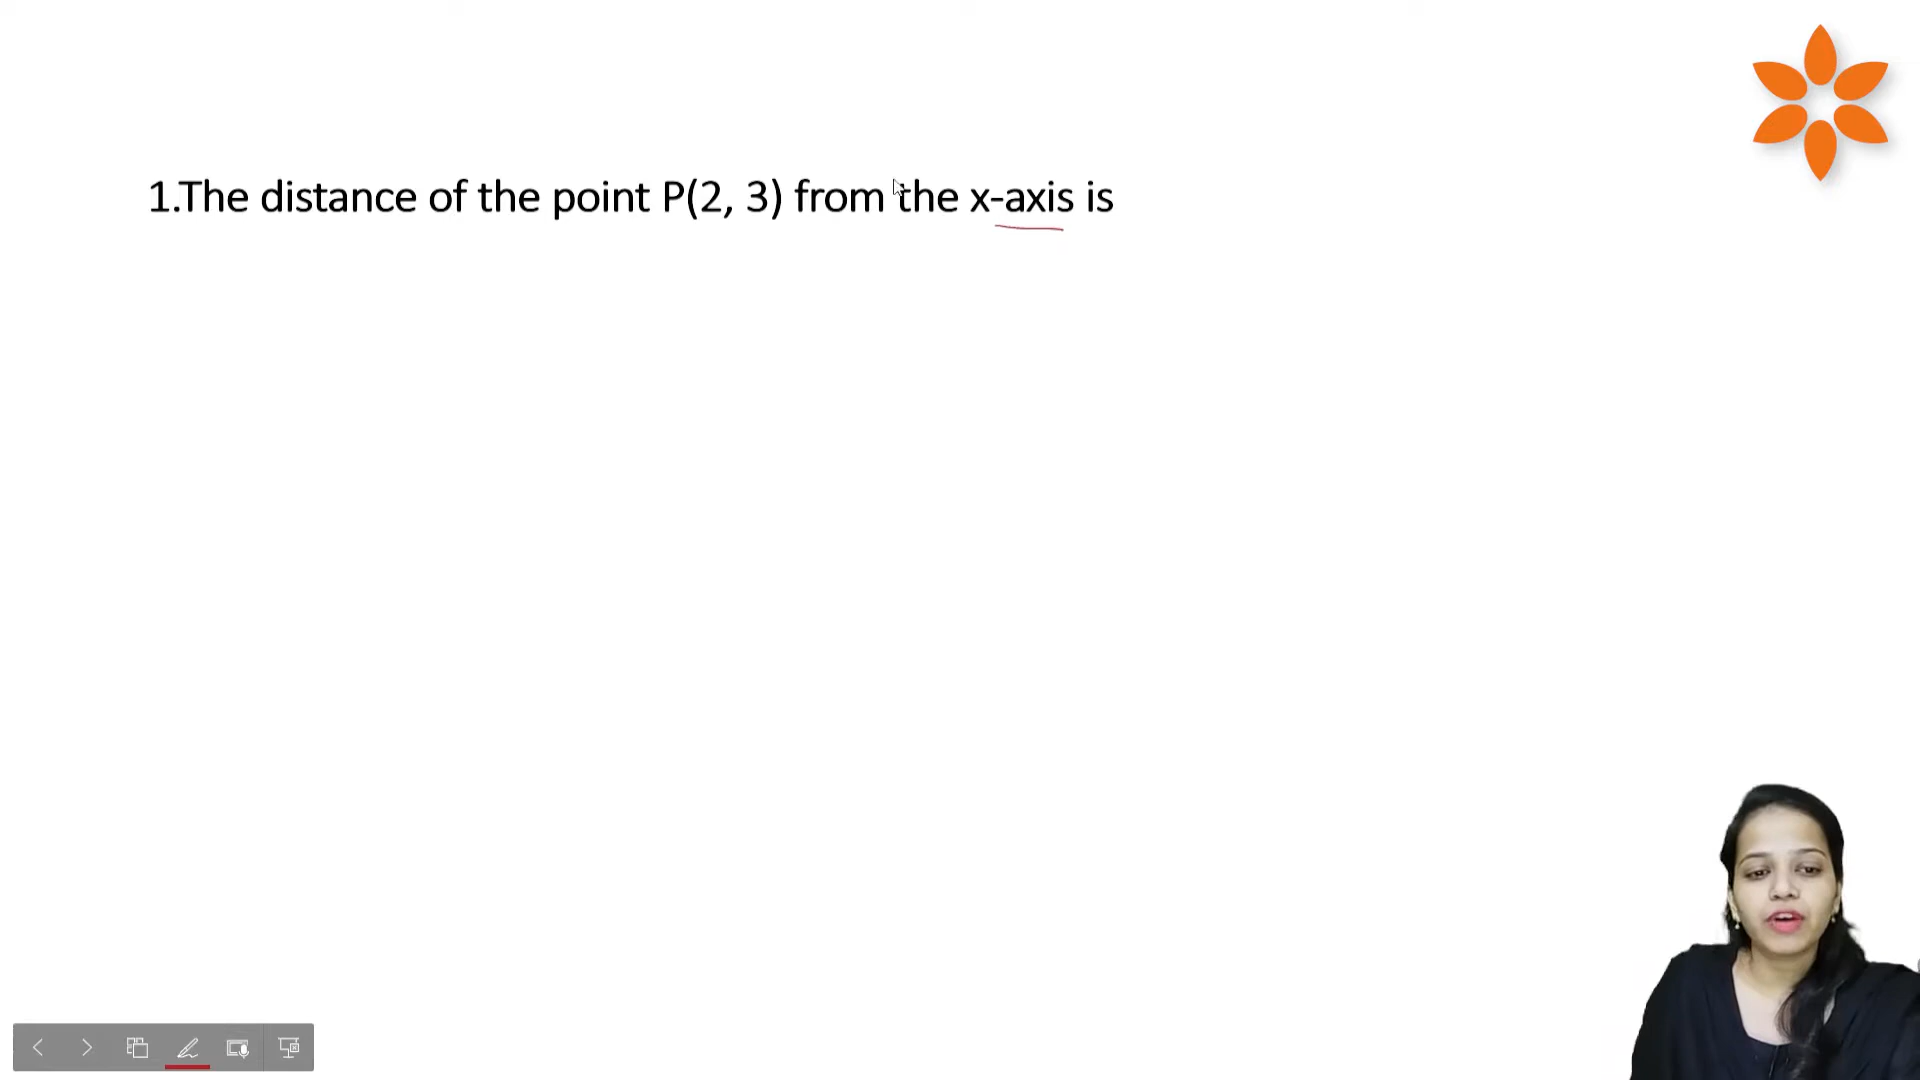 1.The distance of the point P(2, 3) from the x-axis is